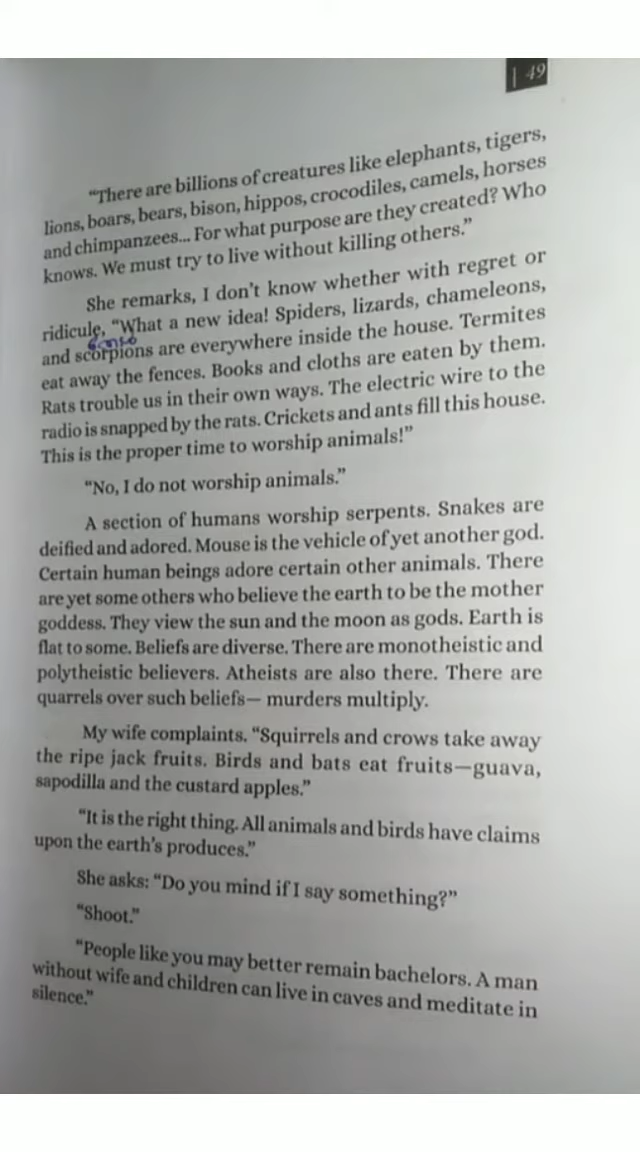 | 49
“There are billions of creatures like elephants, tigers,
lions, boars, bears, bison, hippos, crocodiles, camels, horses
and chimpanzees... For what purpose are they created? Who
knows. We must try to live without killing others.”
She remarks, I don’t know whether with regret or
ridicule, “What a new idea! Spiders, lizards, chameleons,
and scorpions are everywhere inside the house. Termites
eat away the fences. Books and cloths are eaten by them.
Rats trouble us in their own ways. The electric wire to the
radio is snapped by the rats. Crickets and ants fill this house.
This is the proper time to worship animals!”
“No, I do not worship animals.”
A section of humans worship serpents. Snakes are
deified and adored. Mouse is the vehicle of yet another god.
Certain human beings adore certain other animals. There
are yet some others who believe the earth to be the mother
goddess. They view the sun and the moon as gods. Earth is
flat to some. Beliefs are diverse. There are monotheistic and
polytheistic believers. Atheists are also there. There are
quarrels over such beliefs— murders multiply.
My wife complaints. “Squirrels and crows take away
the ripe jack fruits. Birds and bats eat fruits—guava,
sapodilla and the custard apples.”
“It is the right thing. All animals and birds have claims
upon the earth’s produces.”
She asks: “Do you mind if I say something?”
“Shoot.”
“People like you may better remain bachelors. A man
without wife and children can live in caves and meditate in
silence.”